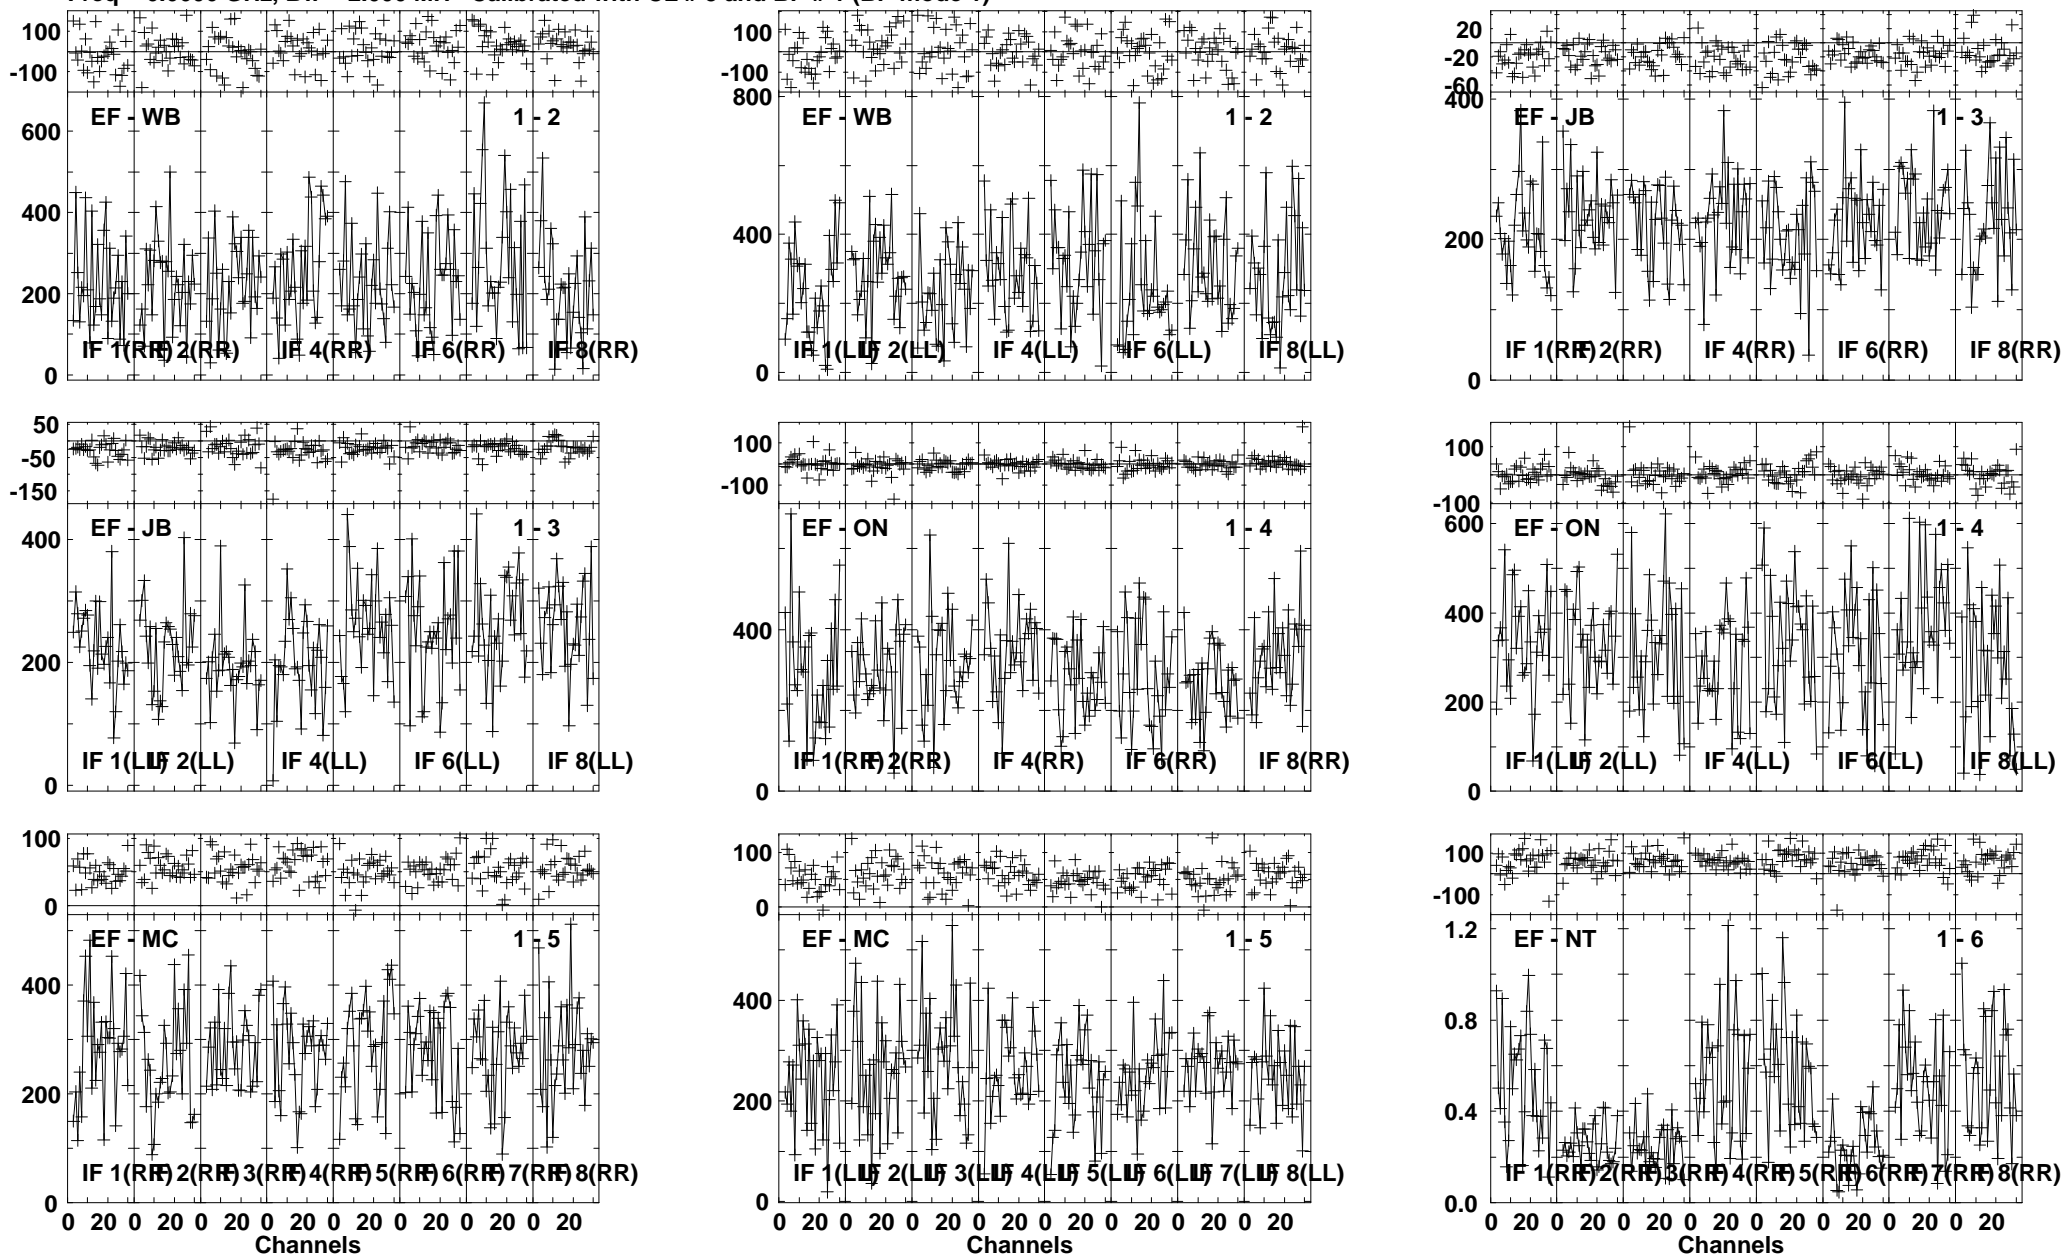 100
-100
EF - WB 1 - 2
600
400
200
0
IF 1(RR) IF 2(RR) IF 4(RR) IF 6(RR) IF 8(RR)
100
-100
800
EF - WB 1 - 2
400
0
IF 1(LL) IF 2(LL) IF 4(LL) IF 6(LL) IF 8(LL)
20
-20
-60
400
EF - JB 1 - 3
200
0
IF 1(RR) IF 2(RR) IF 4(RR) IF 6(RR) IF 8(RR)
50
-50
-150
EF - JB 1 - 3
400
200
0
IF 1(LL) IF 2(LL) IF 4(LL) IF 6(LL) IF 8(LL)
100
-100
EF - ON 1 - 4
400
0
IF 1(RR) IF 2(RR) IF 4(RR) IF 6(RR) IF 8(RR)
100
-100
600
EF - ON 1 - 4
400
200
0
IF 1(LL) IF 2(LL) IF 4(LL) IF 6(LL) IF 8(LL)
100
0
EF - MC 1 - 5
400
200
0
IF 1(RR) IF 2(RR) IF 3(RR) IF 4(RR) IF 5(RR) IF 6(RR) IF 7(RR) IF 8(RR)
0 20 0 20 0 20 0 20 0 20 0 20 0 20 0 20
Channels
100
0
EF - MC 1 - 5
400
200
0
IF 1(LL) IF 2(LL) IF 3(LL) IF 4(LL) IF 5(LL) IF 6(LL) IF 7(LL) IF 8(LL)
0 20 0 20 0 20 0 20 0 20 0 20 0 20 0 20
Channels
100
-100
1.2
EF - NT 1 - 6
0.8
0.4
0.0
IF 1(RR) IF 2(RR) IF 3(RR) IF 4(RR) IF 5(RR) IF 6(RR) IF 7(RR) IF 8(RR)
0 20 0 20 0 20 0 20 0 20 0 20 0 20 0 20
Channels